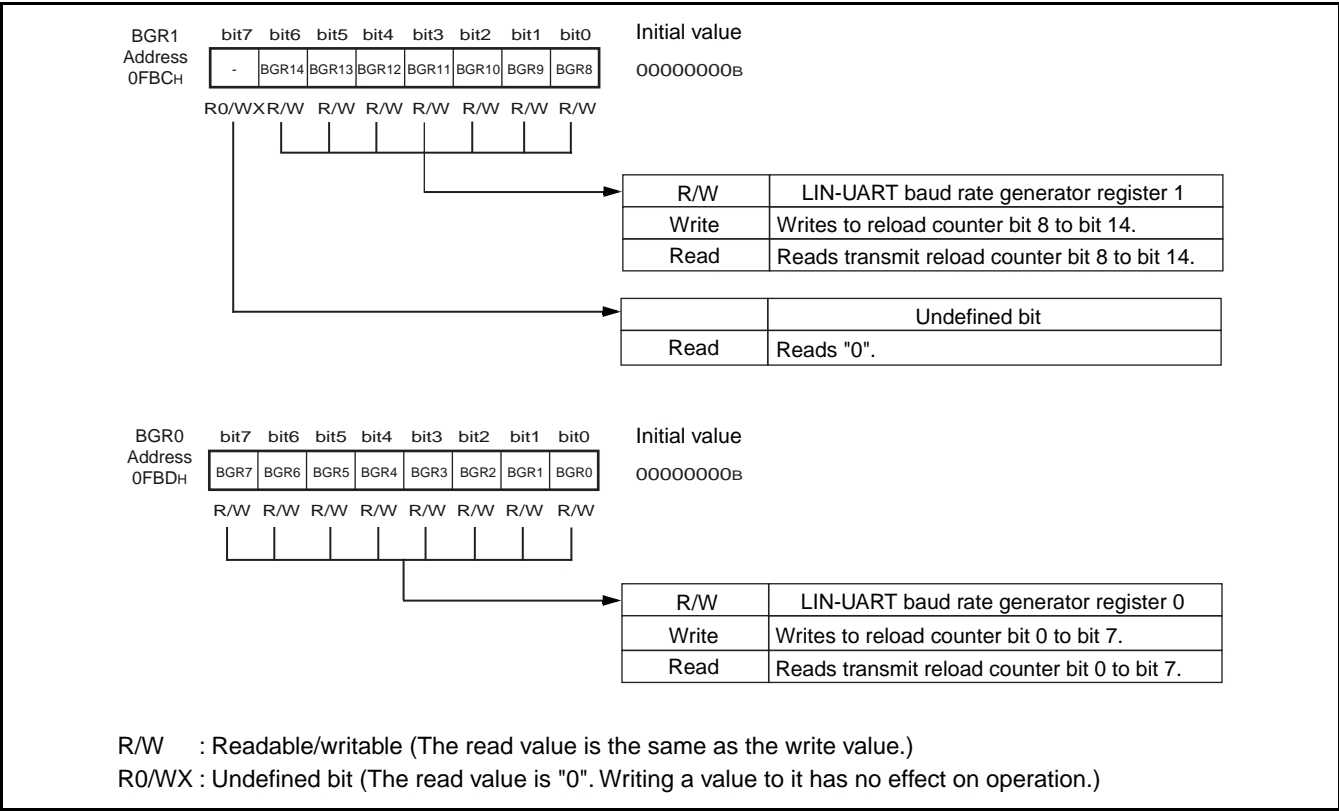 BGR1 bit7 bit6 bit5 bit4 bit3 bit2 bit1 bit0 Initial value
Address
0FBCH
- BGR14 BGR13 BGR12 BGR11 BGR10 BGR9 BGR8 00000000B
R0/WX R/W R/W R/W R/W R/W R/W R/W
R/W LIN-UART baud rate generator register 1
Write Writes to reload counter bit 8 to bit 14.
Read Reads transmit reload counter bit 8 to bit 14.
Undefined bit
Read Reads "0".
BGR0 bit7 bit6 bit5 bit4 bit3 bit2 bit1 bit0 Initial value
Address
0FBDH
BGR7 BGR6 BGR5 BGR4 BGR3 BGR2 BGR1 BGR0 00000000B
R/W R/W R/W R/W R/W R/W R/W R/W
R/W LIN-UART baud rate generator register 0
Write Writes to reload counter bit 0 to bit 7.
Read Reads transmit reload counter bit 0 to bit 7.
R/W : Readable/writable (The read value is the same as the write value.)
R0/WX : Undefined bit (The read value is "0". Writing a value to it has no effect on operation.)